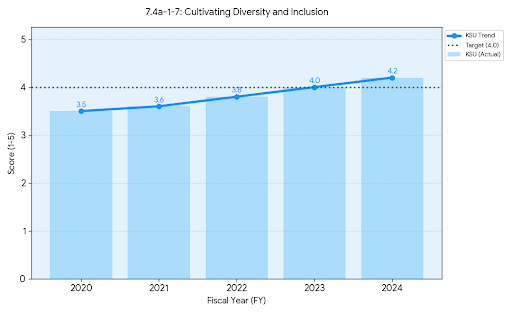 7.4a-1-7: Cultivating Diversity and Inclusion
KSU Trend
Target (4.0)
KSU (Actual)
Score (1-5)
5
4
3
2
1
0
3.5
3.6
3.8
4.0
4.2
2020
2021
2022
2023
2024
Fiscal Year (FY)